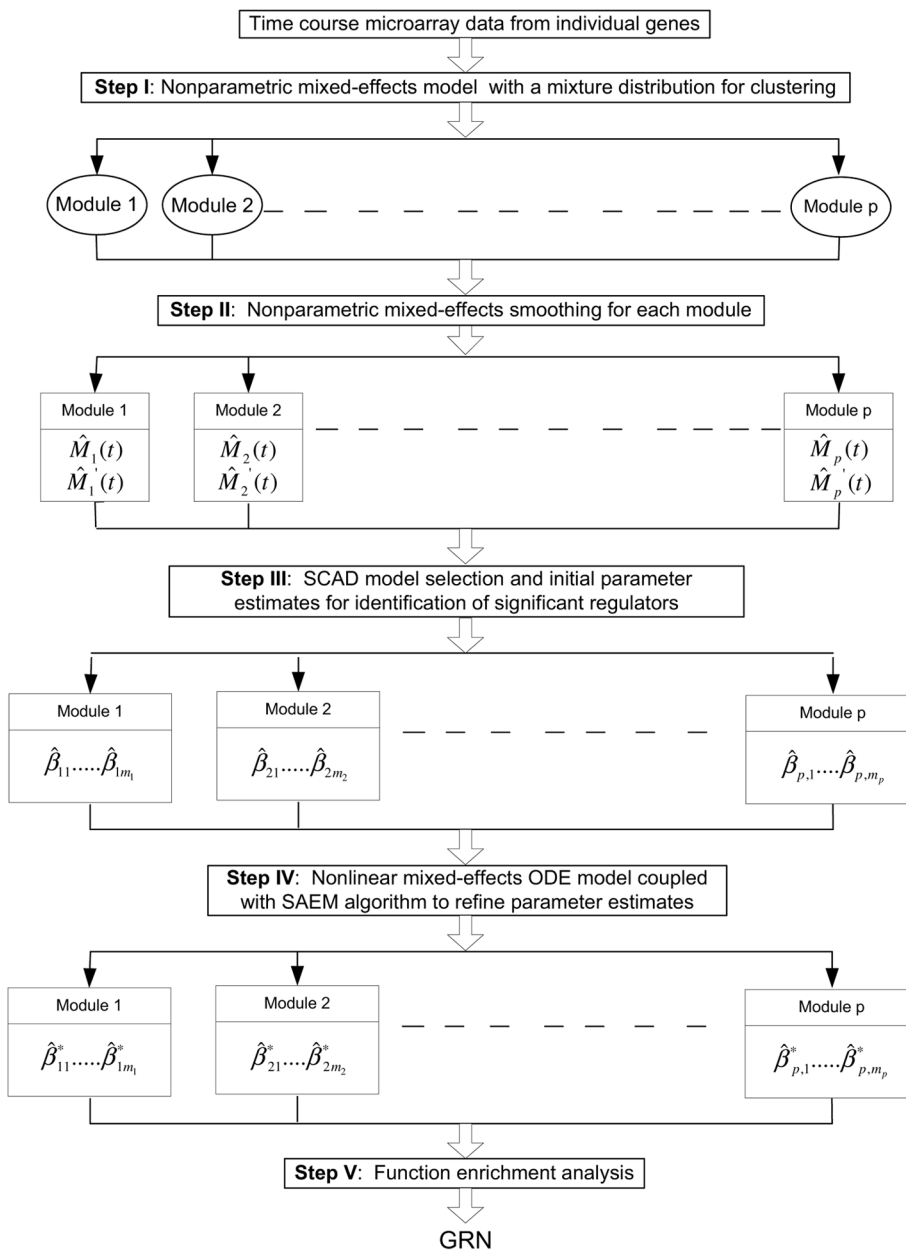 Time course microarray data from individual genes
Step I: Nonparametric mixed-effects model with a mixture distribution for clustering
Module 1
Module 2
Module p
Step II: Nonparametric mixed-effects smoothing for each module
Module 1
M̂₁(t)
M̂₁'(t)
Module 2
M̂₂(t)
M̂₂'(t)
Module p
M̂ₚ(t)
M̂ₚ'(t)
Step III: SCAD model selection and initial parameter
estimates for identification of significant regulators
Module 1
β̂₁₁.....β̂₁ₘ₁
Module 2
β̂₂₁.....β̂₂ₘ₂
Module p
β̂ₚ,₁....β̂ₚ,ₘₚ
Step IV: Nonlinear mixed-effects ODE model coupled
with SAEM algorithm to refine parameter estimates
Module 1
β̂*₁₁.....β̂*₁ₘ₁
Module 2
β̂*₂₁....β̂*₂ₘ₂
Module p
β̂*ₚ,₁.....β̂*ₚ,ₘₚ
Step V: Function enrichment analysis
GRN